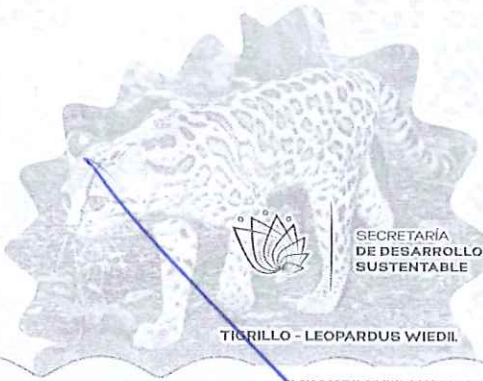 SECRETARÍA
DE DESARROLLO
SUSTENTABLE
TIGRILLO - LEOPARDUS WIEDII.